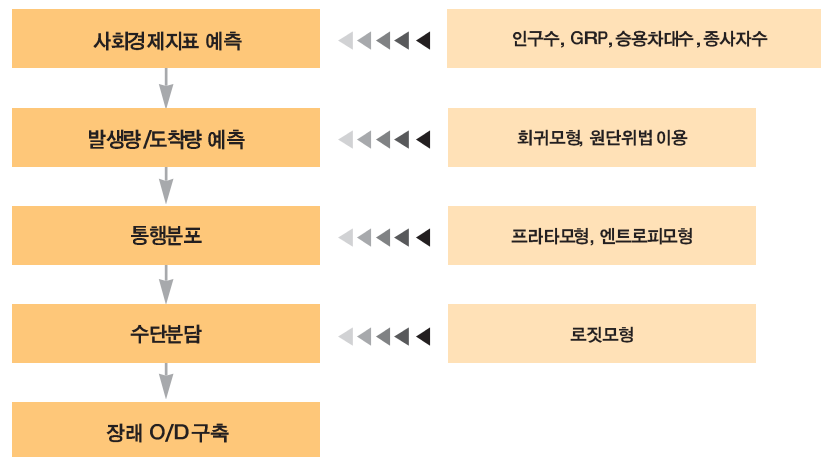 사회경제지표 예측
인구수, GRP, 승용차대수, 종사자수
발생량/도착량 예측
회귀모형, 원단위법 이용
통행분포
프라타모형, 엔트로피모형
수단분담
로짓모형
장래 O/D 구축